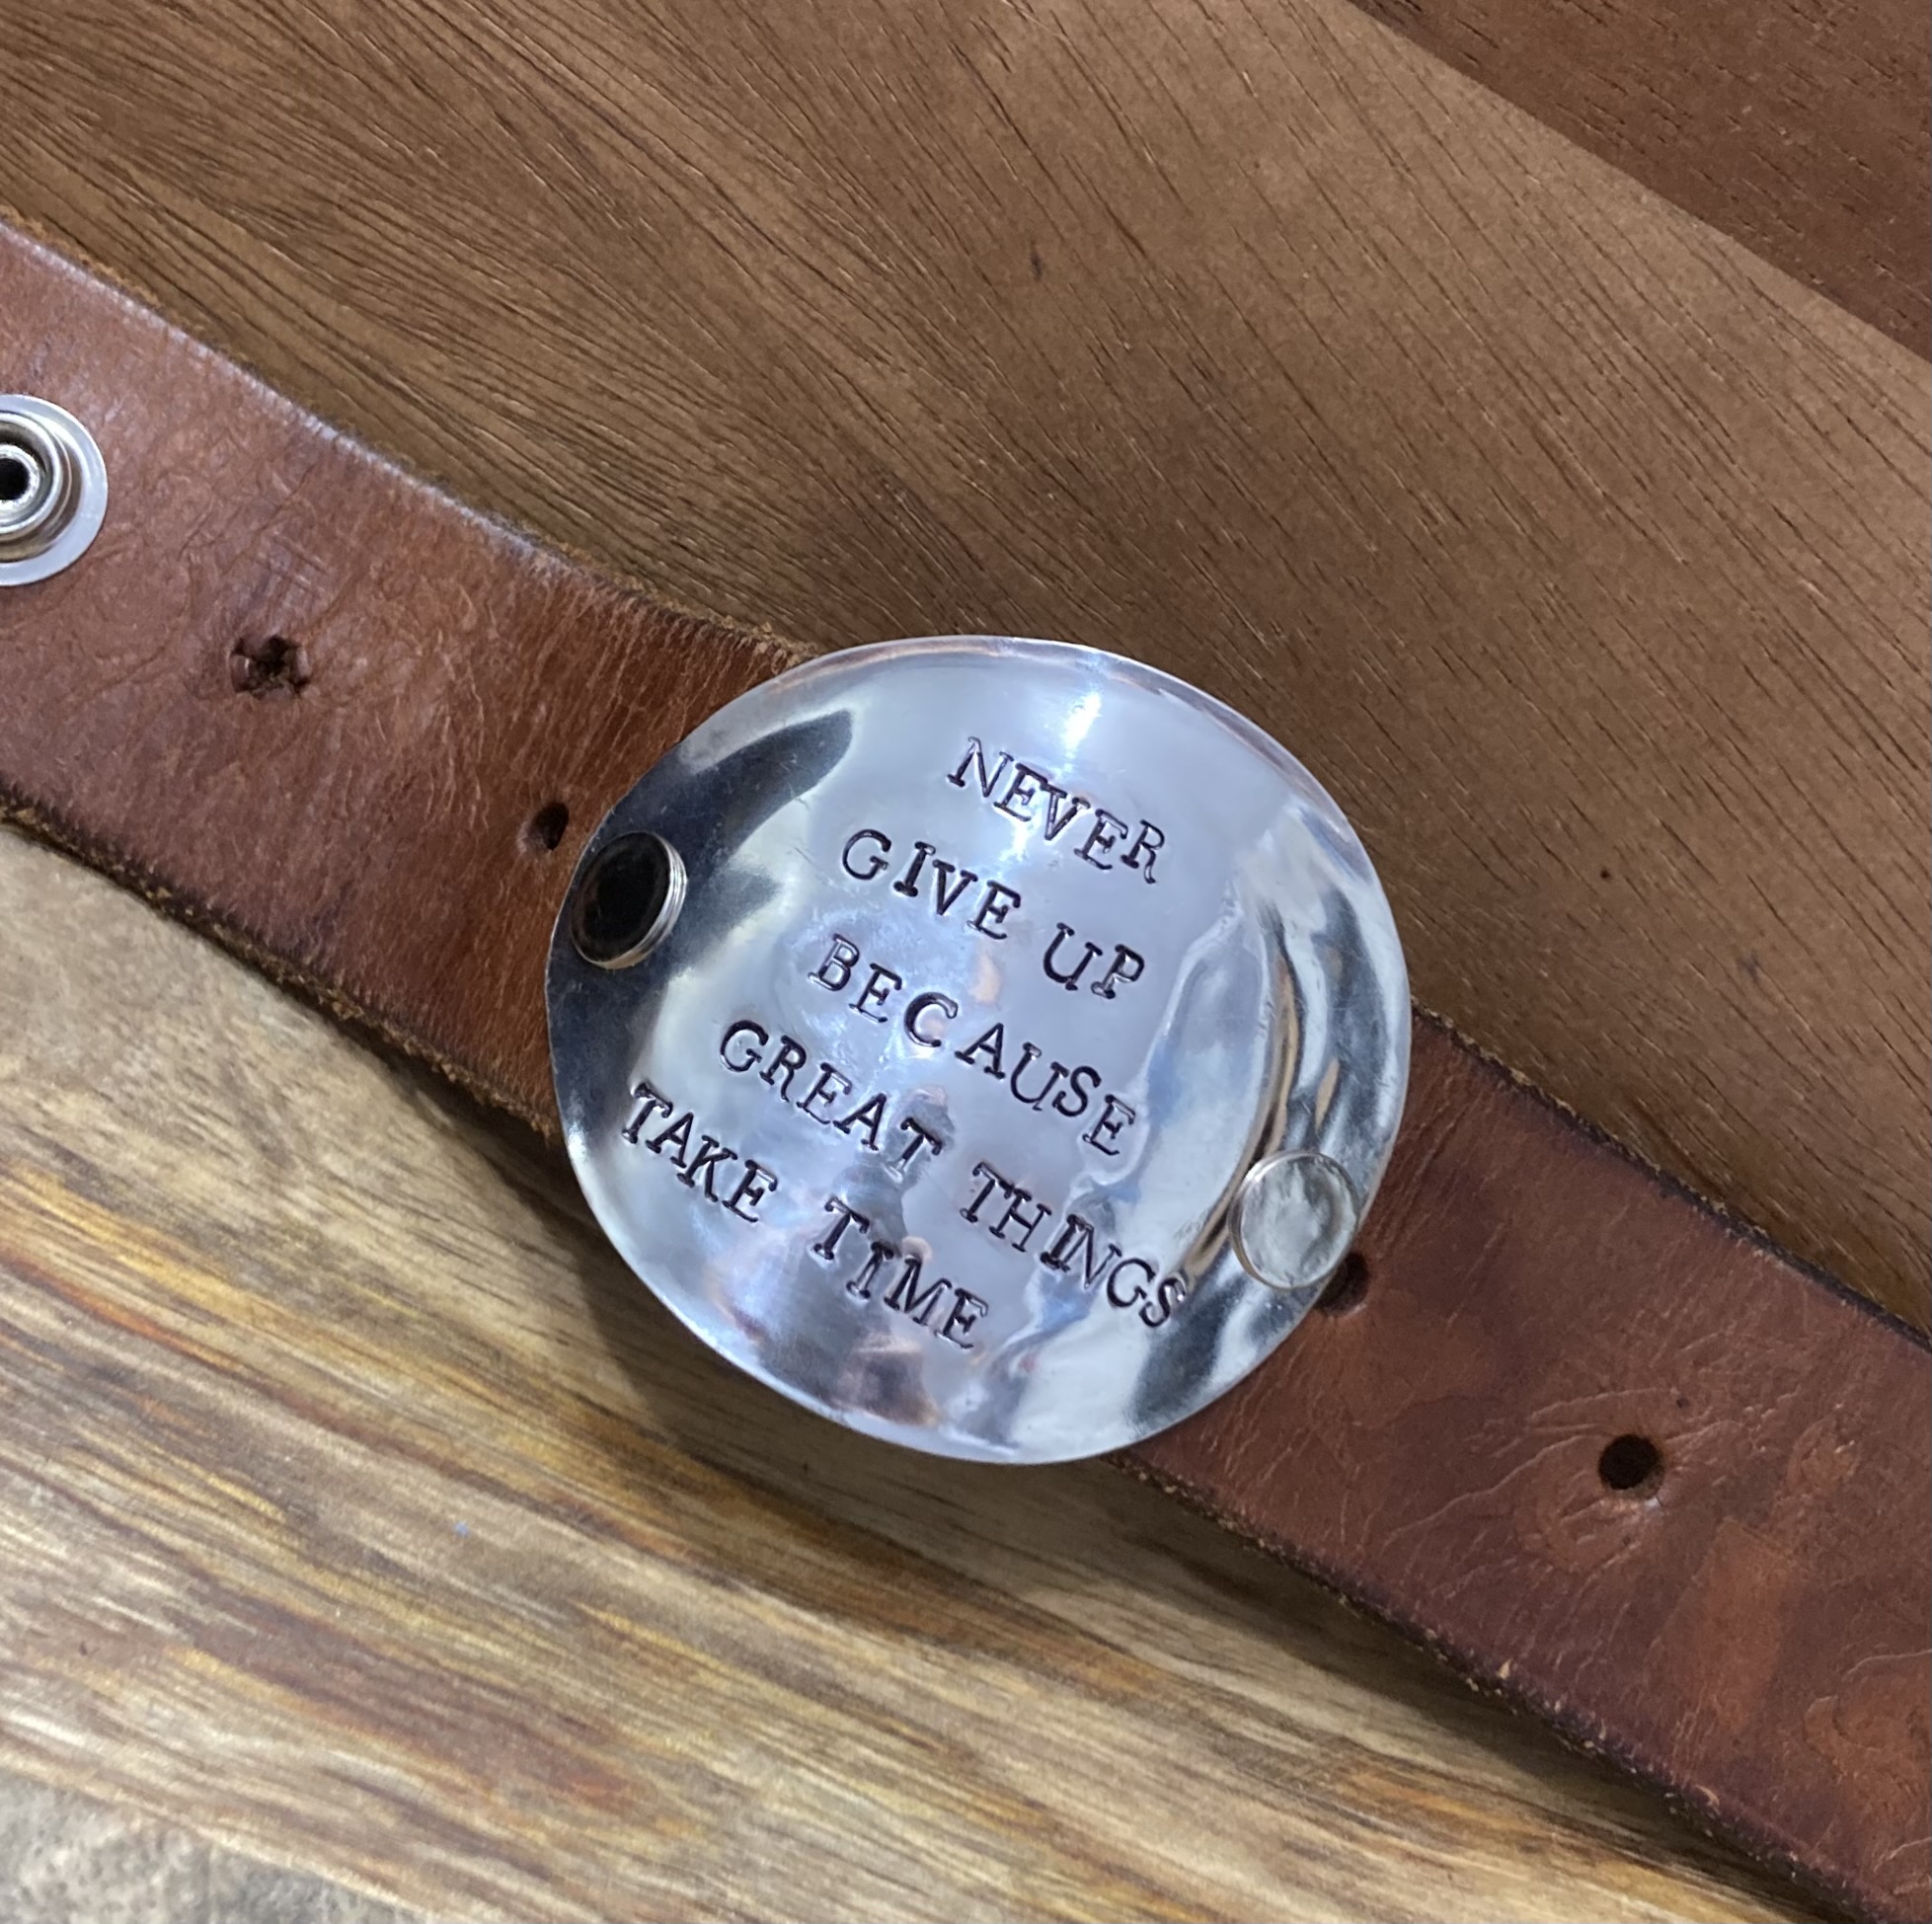 NEVER
GIVE UP
BECAUSE
GREAT THINGS
TAKE TIME